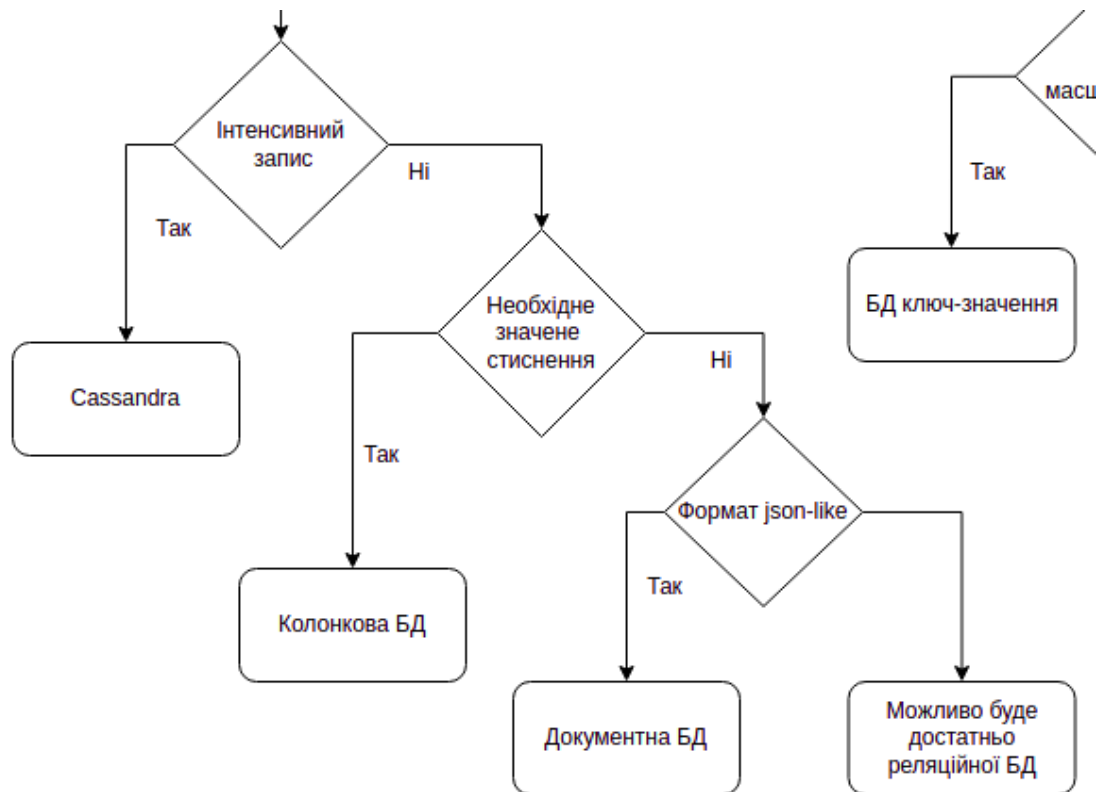 Інтенсивний
запис
Так
Ні
масш
Так
БД ключ-значення
Необхідне
значене
стиснення
Cassandra
Так
Ні
Формат json-like
Так
Колонкова БД
Документна БД
Можливо буде
достатньо
реляційної БД